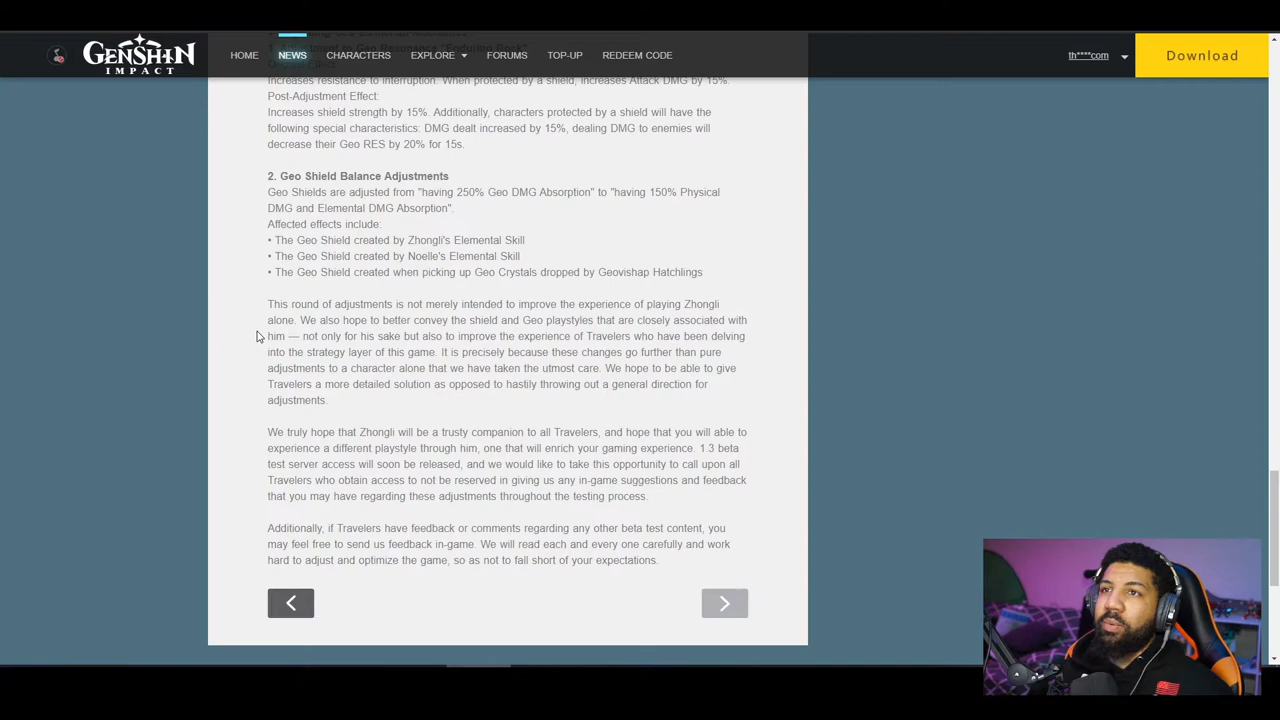 GENSHIN
IMPACT
HOME
NEWS
CHARACTERS
EXPLORE
FORUMS
TOP-UP
REDEEM CODE
th****com
Download
Increases resistance to interruption. When protected by a shield, increases Attack DMG by 15%.
Post-Adjustment Effect:
Increases shield strength by 15%. Additionally, characters protected by a shield will have the
following special characteristics: DMG dealt increased by 15%, dealing DMG to enemies will
decrease their Geo RES by 20% for 15s.
2. Geo Shield Balance Adjustments
Geo Shields are adjusted from "having 250% Geo DMG Absorption" to "having 150% Physical
DMG and Elemental DMG Absorption".
Affected effects include:
• The Geo Shield created by Zhongli's Elemental Skill
• The Geo Shield created by Noelle's Elemental Skill
• The Geo Shield created when picking up Geo Crystals dropped by Geovishap Hatchlings
This round of adjustments is not merely intended to improve the experience of playing Zhongli
alone. We also hope to better convey the shield and Geo playstyles that are closely associated with
him — not only for his sake but also to improve the experience of Travelers who have been delving
into the strategy layer of this game. It is precisely because these changes go further than pure
adjustments to a character alone that we have taken the utmost care. We hope to be able to give
Travelers a more detailed solution as opposed to hastily throwing out a general direction for
adjustments.
We truly hope that Zhongli will be a trusty companion to all Travelers, and hope that you will able to
experience a different playstyle through him, one that will enrich your gaming experience. 1.3 beta
test server access will soon be released, and we would like to take this opportunity to call upon all
Travelers who obtain access to not be reserved in giving us any in-game suggestions and feedback
that you may have regarding these adjustments throughout the testing process.
Additionally, if Travelers have feedback or comments regarding any other beta test content, you
may feel free to send us feedback in-game. We will read each and every one carefully and work
hard to adjust and optimize the game, so as not to fall short of your expectations.